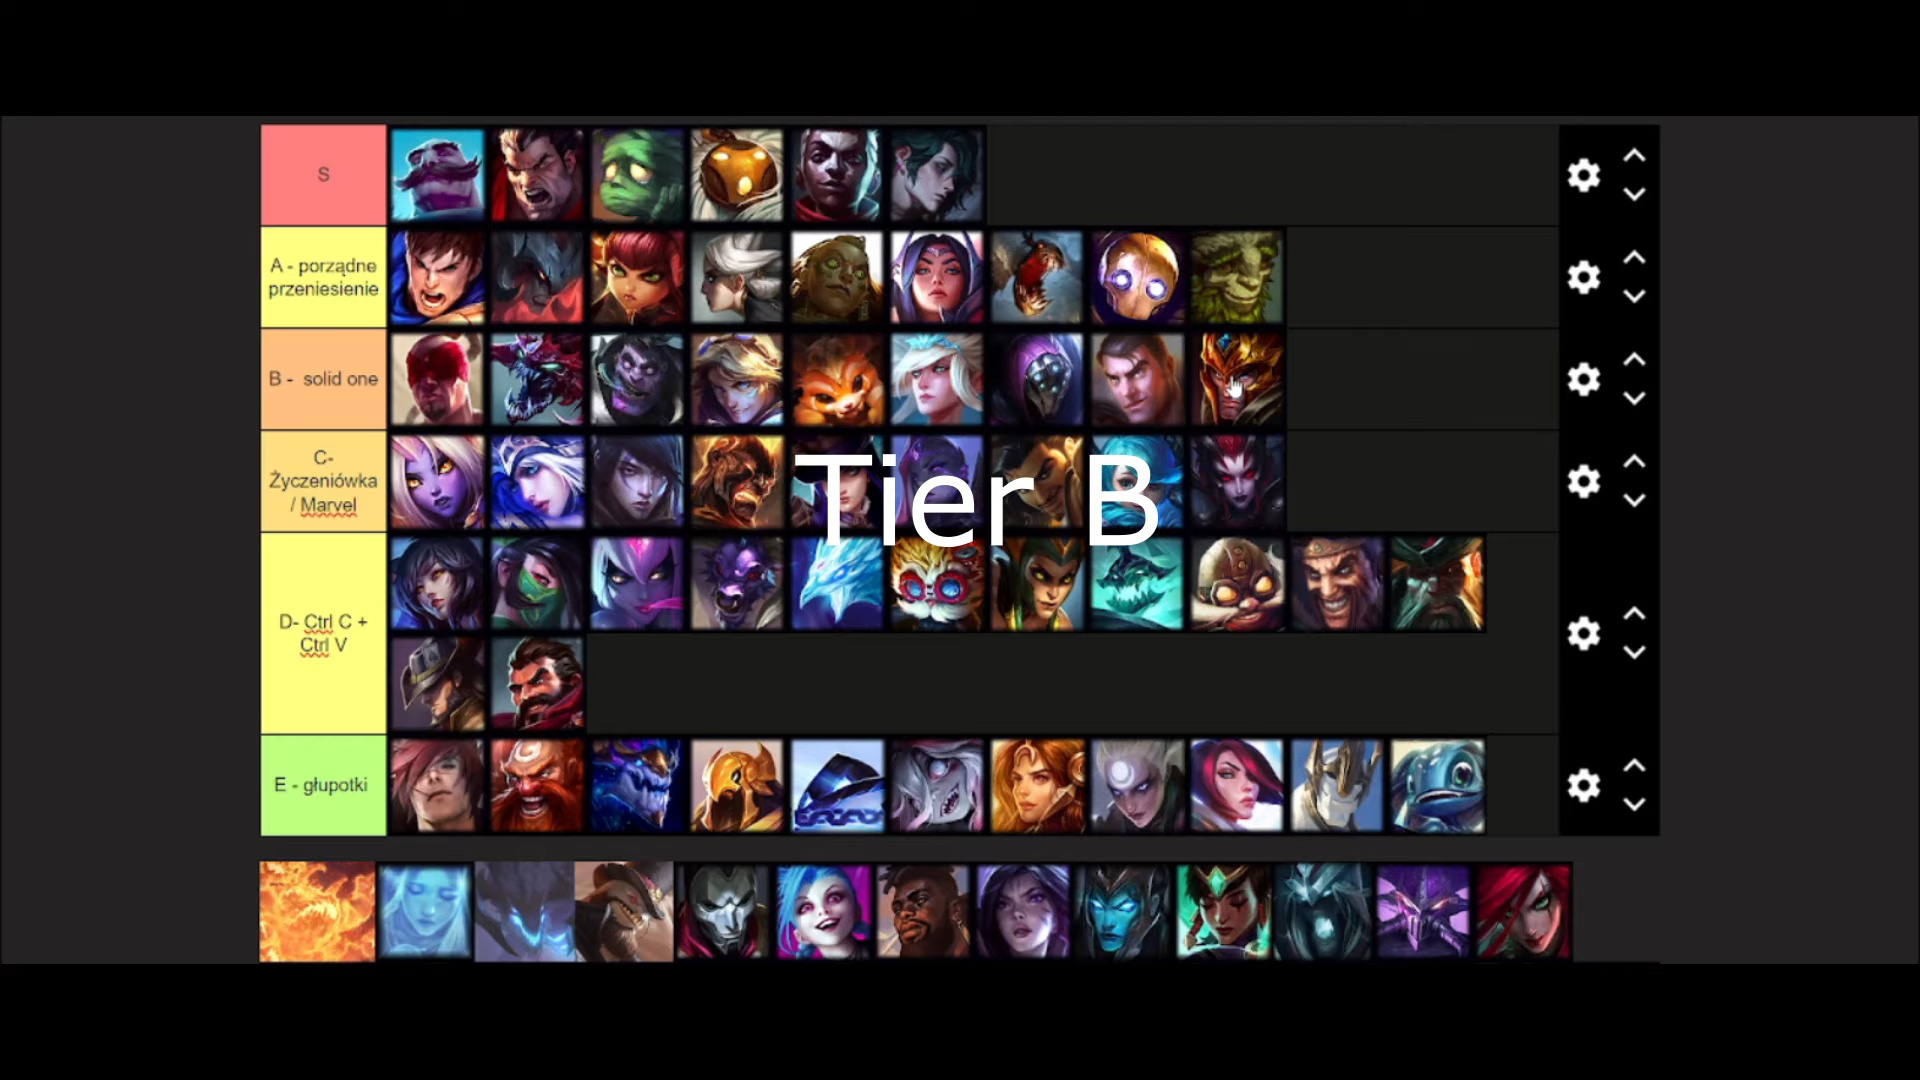 S
A - porządne
przeniesienie
B - solid one
C-
Życzeniówka
/ Marvel
Tier B
D- Ctrl C +
Ctrl V
E - głupotki